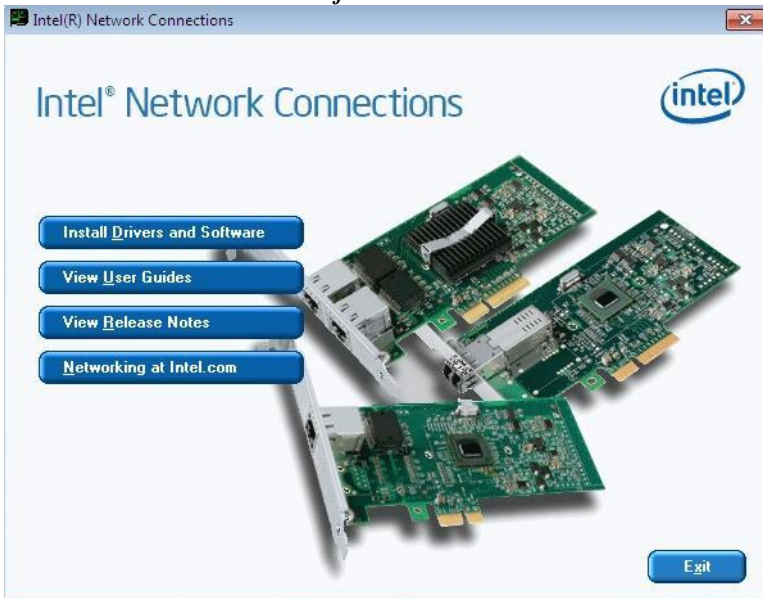 Intel(R) Network Connections
Intel® Network Connections
intel
Install Drivers and Software
View User Guides
View Release Notes
Networking at Intel.com
Exit